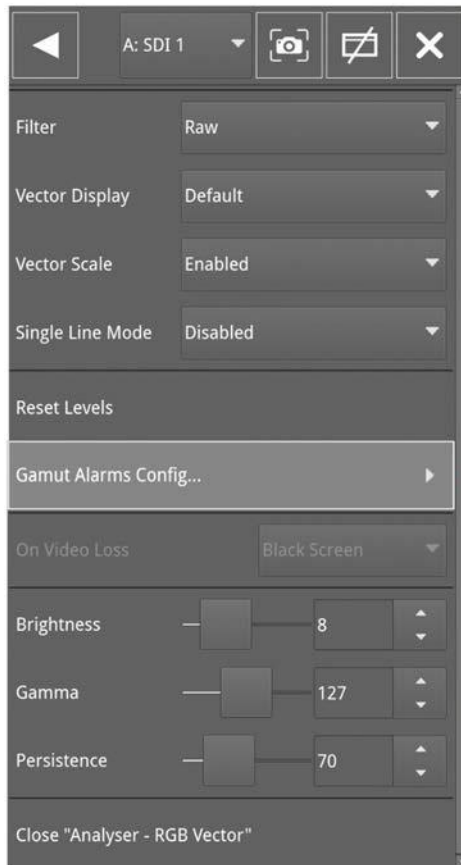 A: SDI 1
Filter Raw
Vector Display Default
Vector Scale Enabled
Single Line Mode Disabled
Reset Levels
Gamut Alarms Config...
On Video Loss Black Screen
Brightness 8
Gamma 127
Persistence 70
Close "Analyser - RGB Vector"